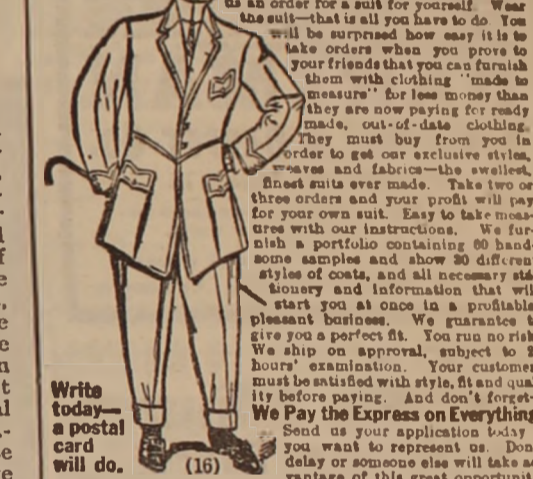 us an order for a suit for yourself. Wear
the suit—that is all you have to do. You
will be surprised how easy it is to
take orders when you prove to
your friends that you can furnish
them with clothing "made to
measure" for less money than
they are now paying for ready
made, out-of-date clothing.
They must buy from you in
order to get our exclusive styles,
weaves and fabrics—the swellest,
finest suits ever made. Take two or
three orders and your profit will pay
for your own suit. Easy to take meas-
ures with our instructions. We fur-
nish a portfolio containing 60 hand-
some samples and show 30 different
styles of coats, and all necessary sta
tionery and information that will
start you at once in a profitable
pleasant business. We guarantee t
give you a perfect fit. You run no risk
We ship on approval, subject to
hours' examination. Your customer
must be satisfied with style, fit and qual
ity before paying. And don't forget-
We Pay the Express on Everything
Send us your application today
you want to represent us. Don
delay or someone else will take a
vantage of this great opportunit
Write
today—
a postal
card
will do.
(16)